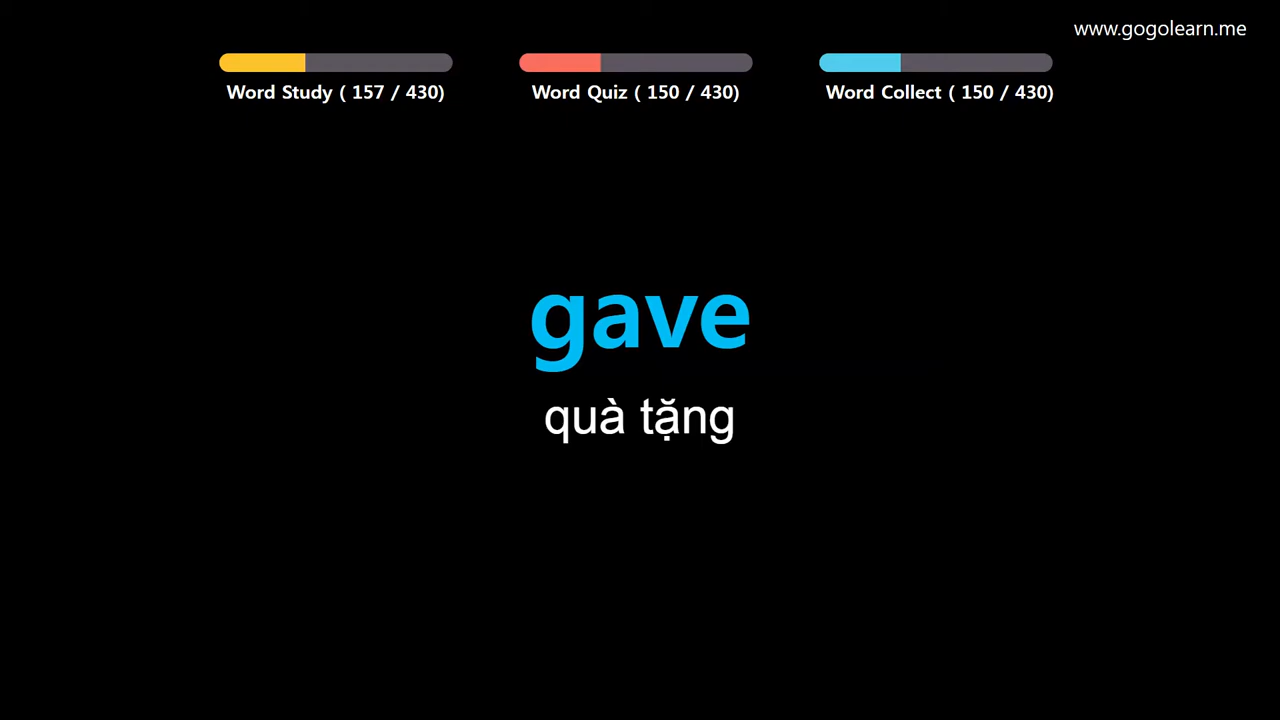 www.gogolearn.me
Word Study ( 157 / 430)
Word Quiz ( 150 / 430)
Word Collect ( 150 / 430)
gave
quà tặng